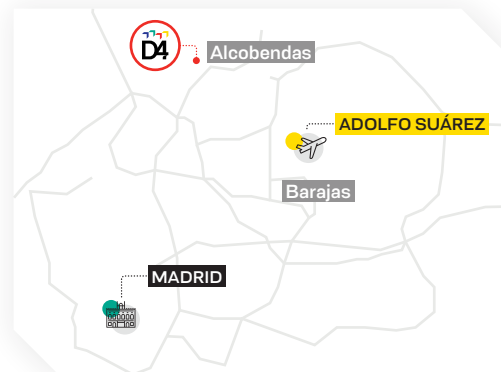 D4
Alcobendas
ADOLFO SUÁREZ
Barajas
MADRID